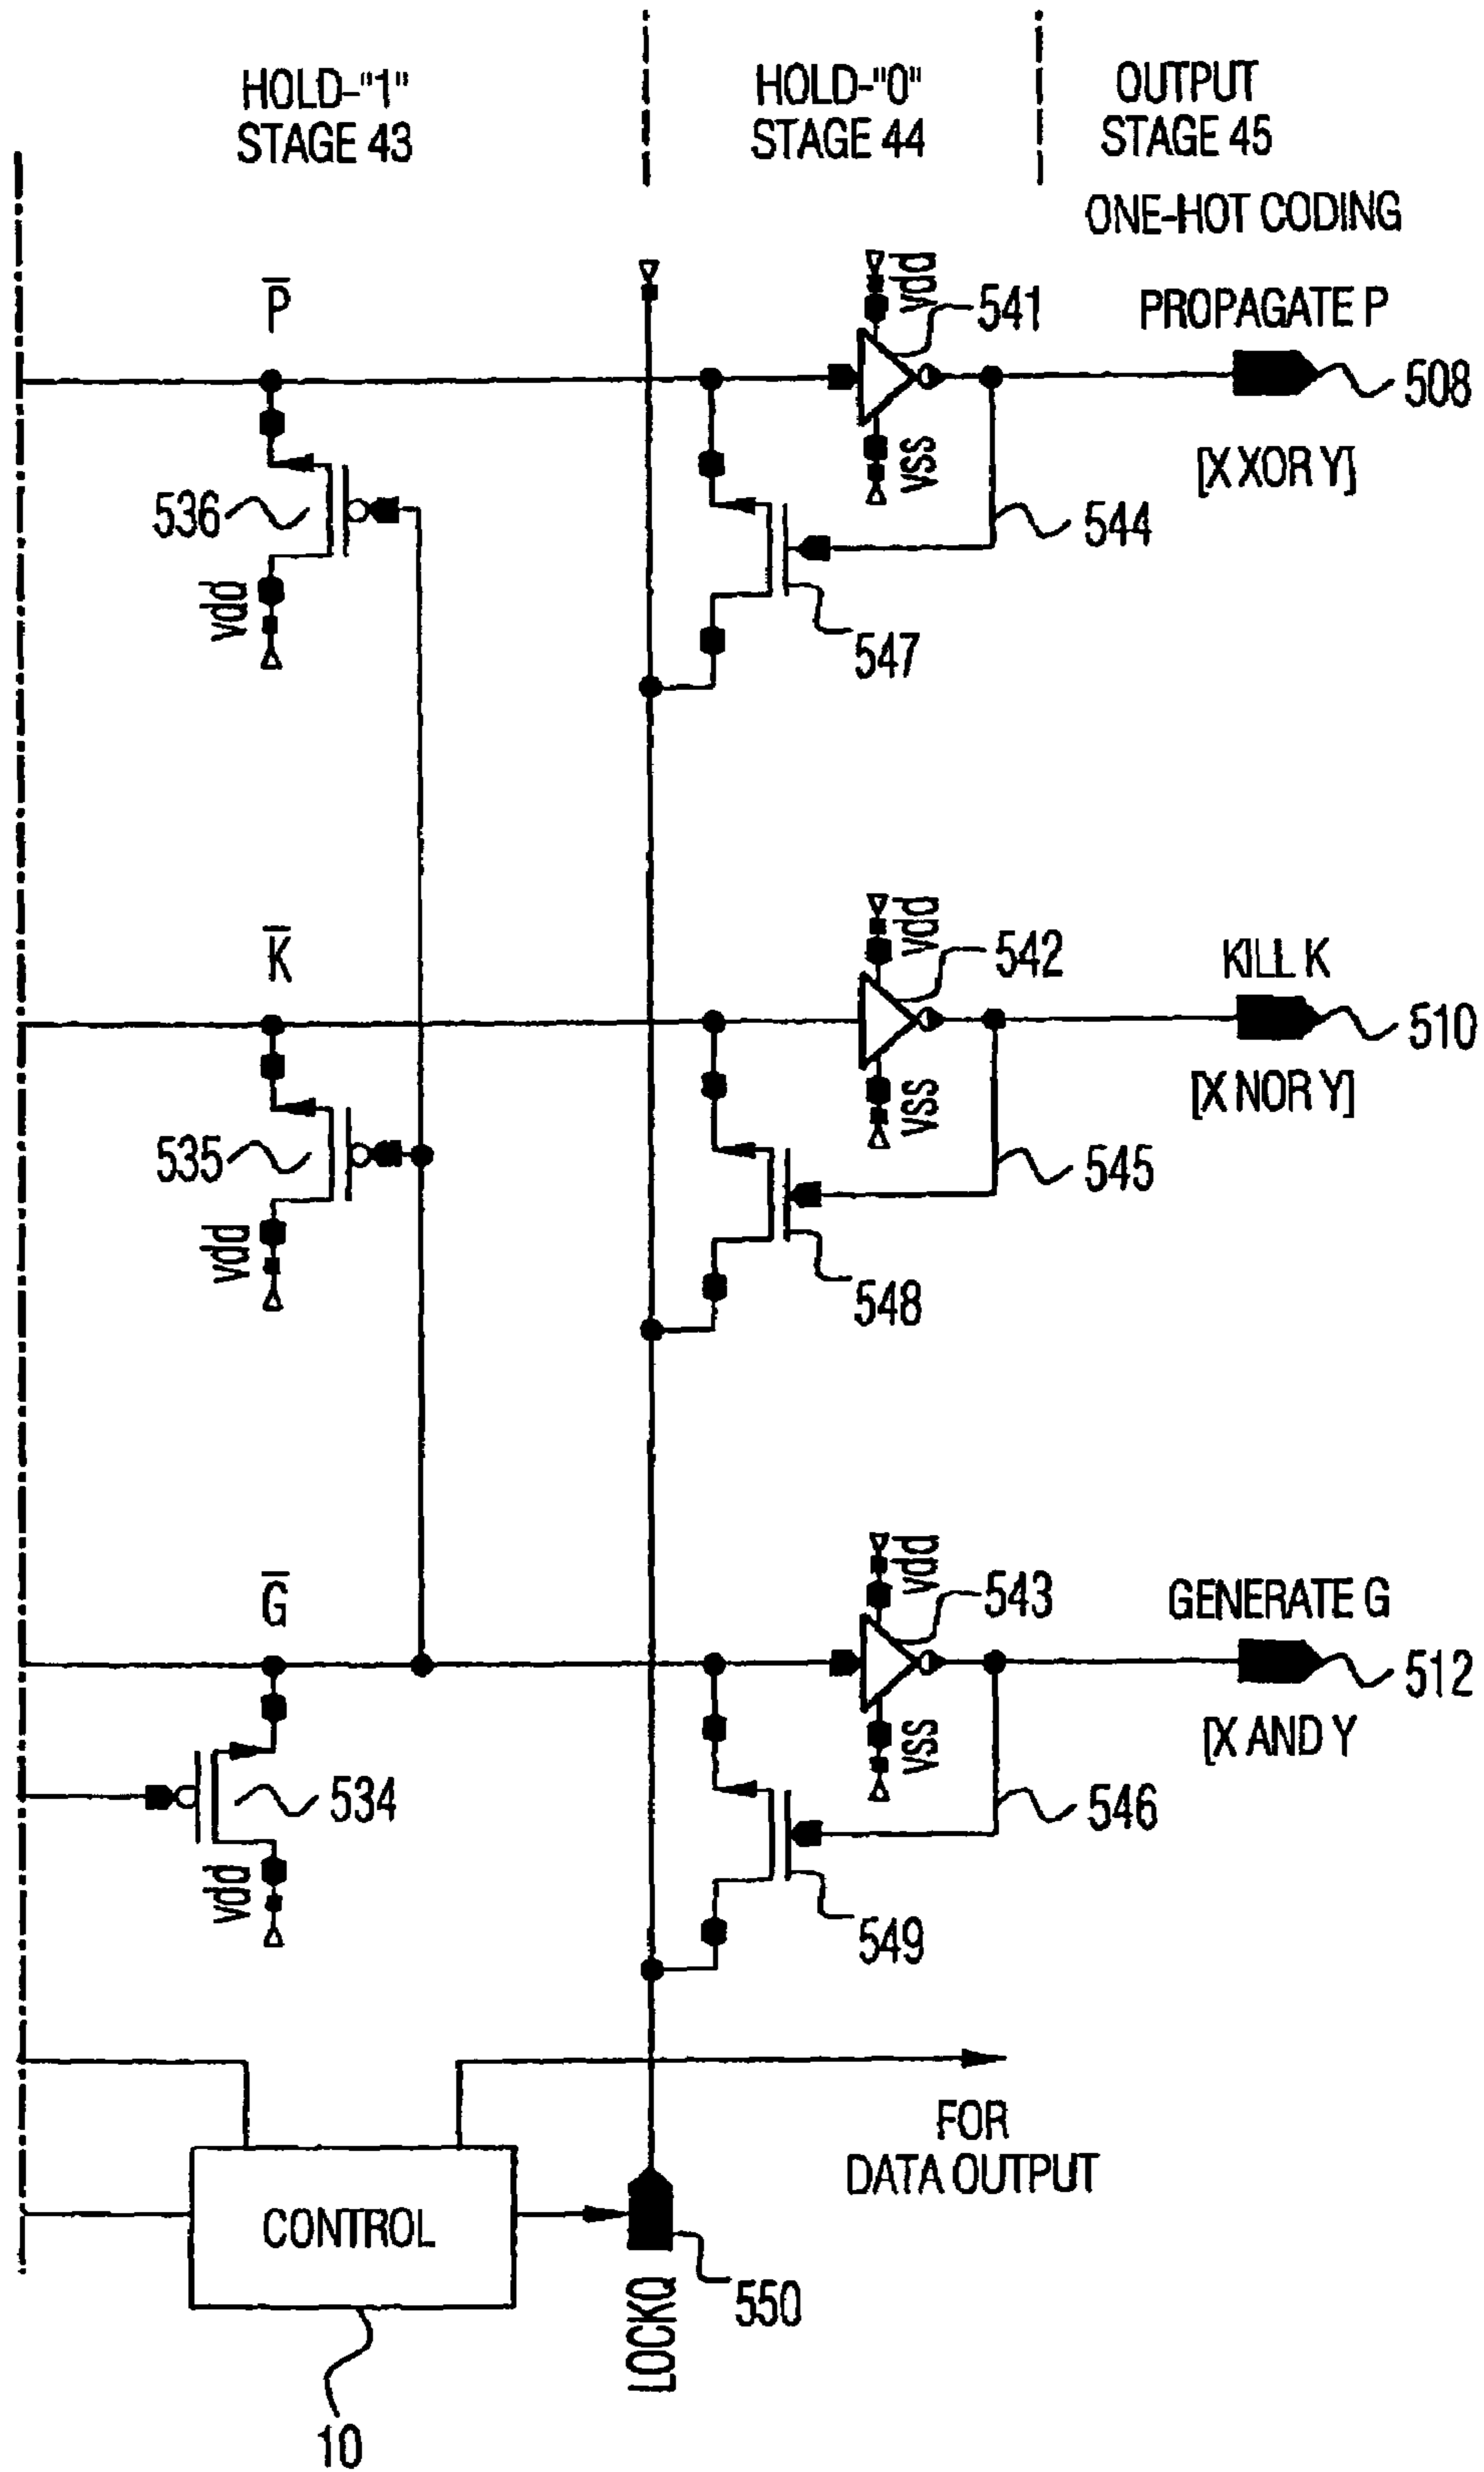 HOLD-"1"
STAGE 43
HOLD-"0"
STAGE 44
OUTPUT
STAGE 45
ONE-HOT CODING
P̅
vdd
541
PROPAGATE P
508
vss
[X XOR Y]
536
544
vdd
547
K̅
vdd
542
KILL K
510
vss
[X NOR Y]
535
545
vdd
548
G̅
vdd
543
GENERATE G
512
vss
[X AND Y
534
546
vdd
549
FOR
DATA OUTPUT
CONTROL
LOCKQ
550
10